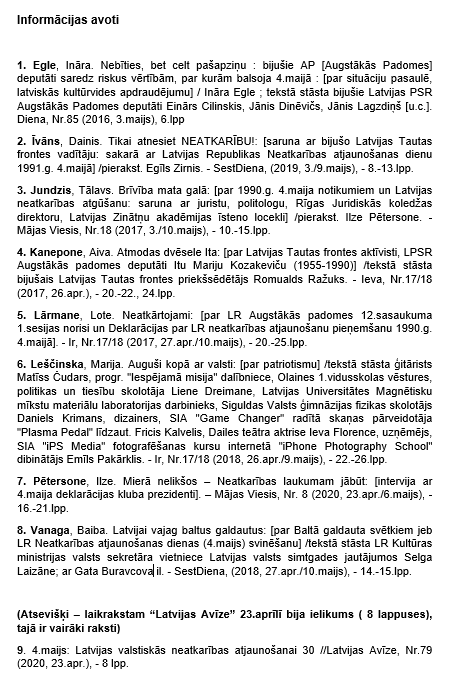 Informācijas avoti
1. Egle, Ināra. Nebīties, bet celt pašapziņu : bijušie AP [Augstākās Padomes]
deputāti saredz riskus vērtībām, par kurām balsoja 4.maijā : [par situāciju pasaulē,
latviskās kultūrvides apdraudējumu] / Ināra Egle ; tekstā stāsta bijušie Latvijas PSR
Augstākās Padomes deputāti Einārs Cilinskis, Jānis Dinēvičs, Jānis Lagzdiņš [u.c.].
Diena, Nr.85 (2016, 3.maijs), 6.lpp
2. Īvāns, Dainis. Tikai atnesiet NEATKARĪBU!: [saruna ar bijušo Latvijas Tautas
frontes vadītāju: sakarā ar Latvijas Republikas Neatkarības atjaunošanas dienu
1991.g. 4.maijā] /pierakst. Egīls Zirnis. - SestDiena, (2019, 3./9.maijs), - 8.-13.lpp.
3. Jundzis, Tālavs. Brīvība mata galā: [par 1990.g. 4.maija notikumiem un Latvijas
neatkarības atgūšanu: saruna ar juristu, politologu, Rīgas Juridiskās koledžas
direktoru, Latvijas Zinātņu akadēmijas īsteno locekli] /pierakst. Ilze Pētersone. -
Mājas Viesis, Nr.18 (2017, 3./10.maijs), - 10.-15.lpp.
4. Kanepone, Aiva. Atmodas dvēsele Ita: [par Latvijas Tautas frontes aktīvisti, LPSR
Augstākās padomes deputāti Itu Mariju Kozakeviču (1955-1990)] /tekstā stāsta
bijušais Latvijas Tautas frontes priekšsēdētājs Romualds Ražuks. - Ieva, Nr.17/18
(2017, 26.apr.), - 20.-22., 24.lpp.
5. Lārmane, Lote. Neatkārtojami: [par LR Augstākās padomes 12.sasaukuma
1.sesijas norisi un Deklarācijas par LR neatkarības atjaunošanu pieņemšanu 1990.g.
4.maijā]. - Ir, Nr.17/18 (2017, 27.apr./10.maijs), - 20.-25.lpp.
6. Leščinska, Marija. Auguši kopā ar valsti: [par patriotismu] /tekstā stāsta ģitārists
Matīss Čudars, progr. "Iespējamā misija" dalībniece, Olaines 1.vidusskolas vēstures,
politikas un tiesību skolotāja Liene Dreimane, Latvijas Universitātes Magnētisku
mīkstu materiālu laboratorijas darbinieks, Siguldas Valsts ģimnāzijas fizikas skolotājs
Daniels Krimans, dizainers, SIA "Game Changer" radītā skaņas pārveidotāja
"Plasma Pedal" līdzaut. Fricis Kalvelis, Dailes teātra aktrise Ieva Florence, uzņēmējs,
SIA "iPS Media" fotografēšanas kursu internetā "iPhone Photography School"
dibinātājs Emīls Pakārklis. - Ir, Nr.17/18 (2018, 26.apr./9.maijs), - 22.-26.lpp.
7. Pētersone, Ilze. Mierā nelikšos – Neatkarības laukumam jābūt: [intervija ar
4.maija deklarācijas kluba prezidenti]. – Mājas Viesis, Nr. 8 (2020, 23.apr./6.maijs), -
16.-21.lpp.
8. Vanaga, Baiba. Latvijai vajag baltus galdautus: [par Baltā galdauta svētkiem jeb
LR Neatkarības atjaunošanas dienas (4.maijs) svinēšanu] /tekstā stāsta LR Kultūras
ministrijas valsts sekretāra vietniece Latvijas valsts simtgades jautājumos Selga
Laizāne; ar Gata Buravcova il. - SestDiena, (2018, 27.apr./10.maijs), - 14.-15.lpp.
(Atsevišķi – laikrakstam “Latvijas Avīze” 23.aprīlī bija ielikums ( 8 lappuses),
tajā ir vairāki raksti)
9. 4.maijs: Latvijas valstiskās neatkarības atjaunošanai 30 //Latvijas Avīze, Nr.79
(2020, 23.apr.), - 8 lpp.